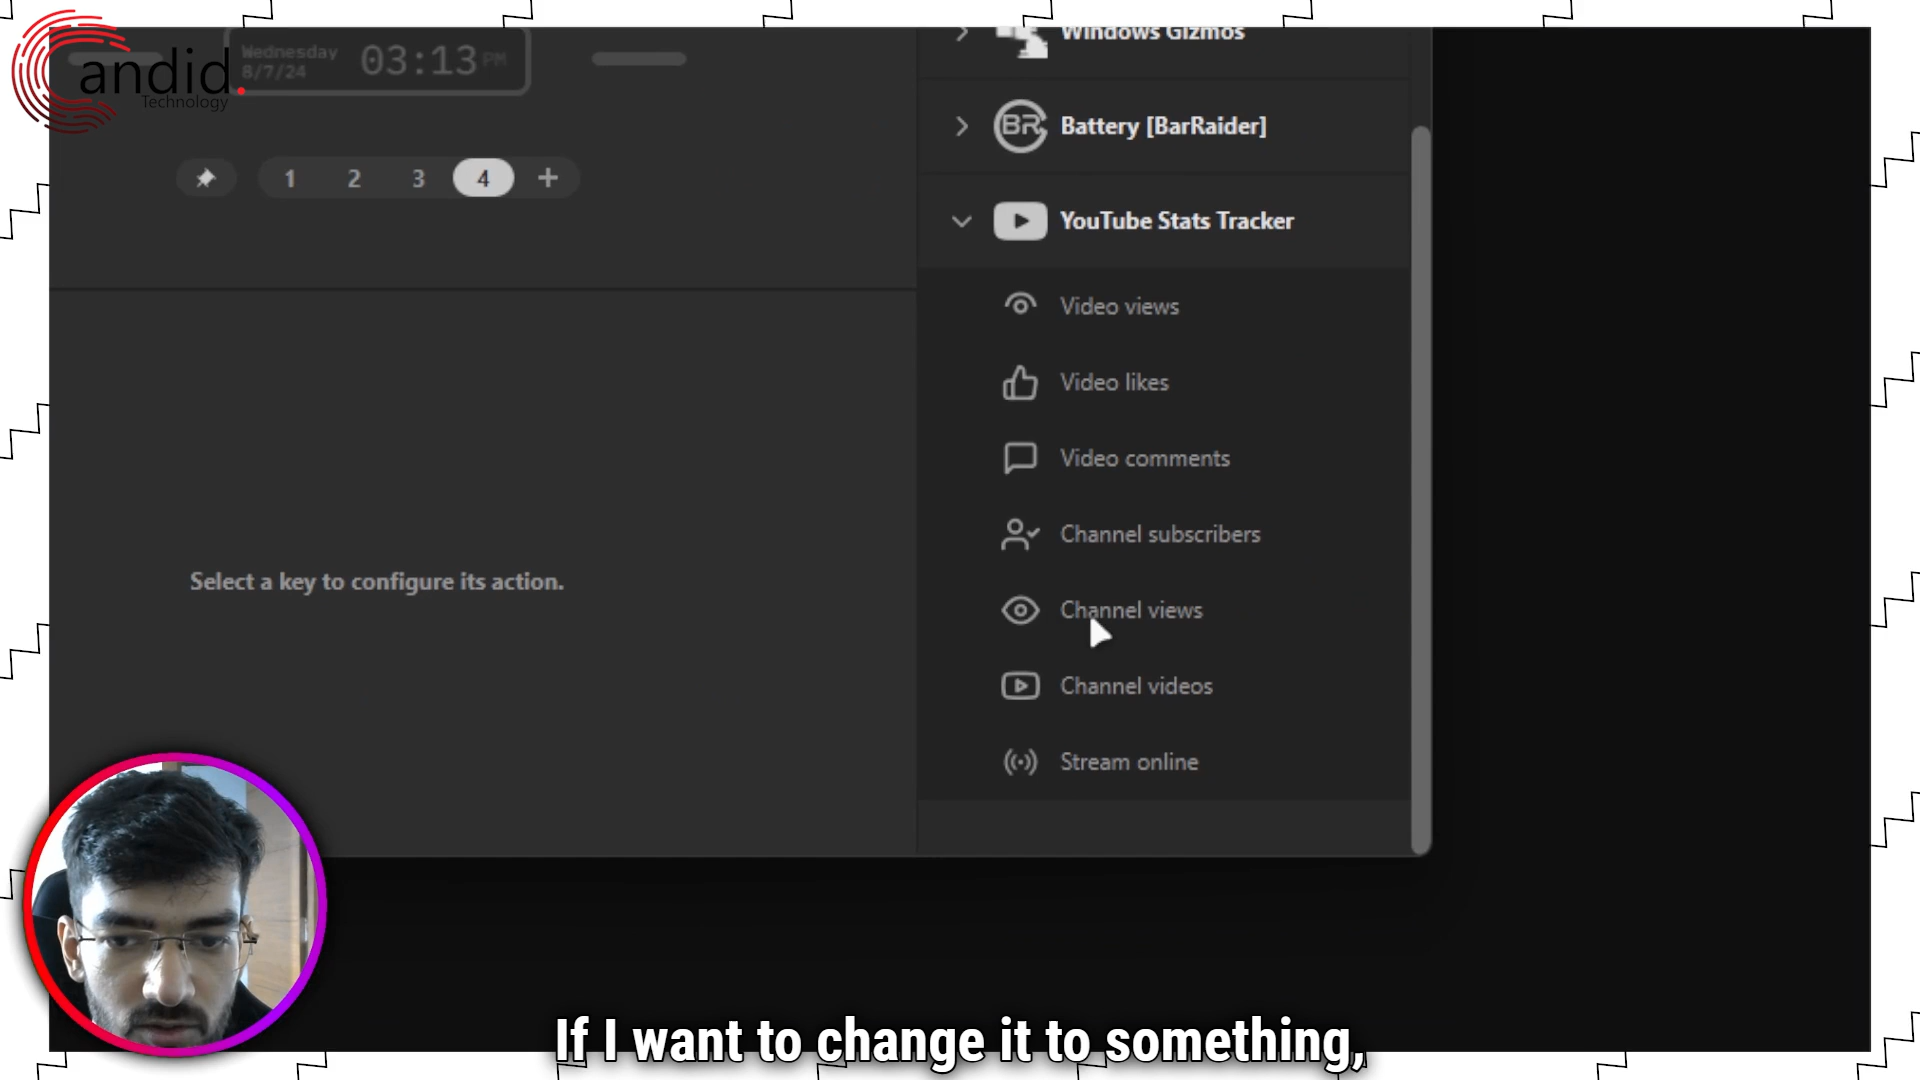 andid.
Technology
Wednesday
8/7/24
03:13 PM
1 2 3 4 +
Windows Gizmos
BR
Battery [BarRaider]
YouTube Stats Tracker
Video views
Video likes
Video comments
Channel subscribers
Channel views
Channel videos
Stream online
Select a key to configure its action.
If I want to change it to something,